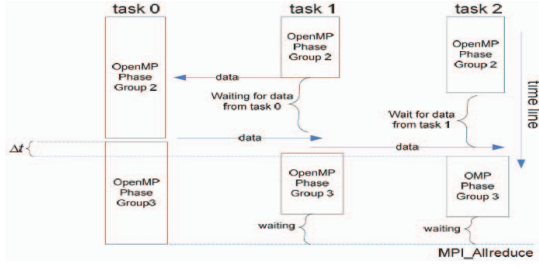 task 0
task 1
task 2
OpenMP
Phase
Group 2
OpenMP
Phase
Group 2
OpenMP
Phase
Group 2
data
Waiting for data
from task 0
Wait for data
from task 1
time line
data
data
Δt
OpenMP
Phase
Group3
OpenMP
Phase
Group 3
OMP
Phase
Group 3
waiting
waiting
MPI_Allreduce